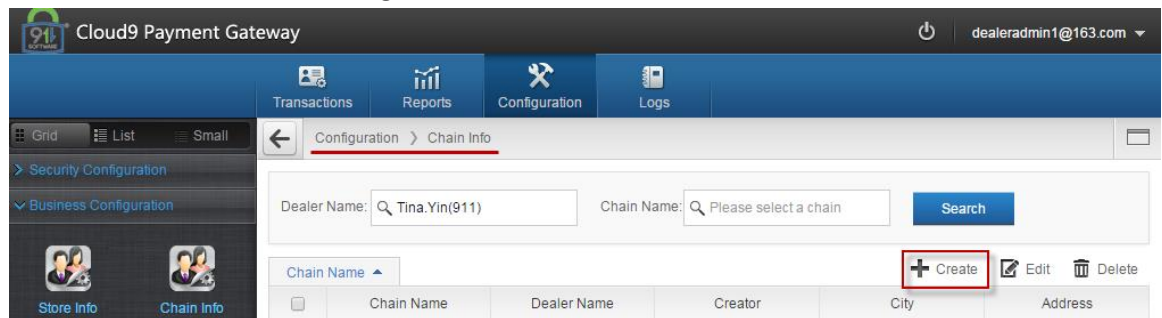 911 SOFTWARE Cloud9 Payment Gateway dealeradmin1@163.com
Transactions Reports Configuration Logs
Grid List Small
Configuration > Chain Info
Security Configuration
Business Configuration
Dealer Name: Tina.Yin(911) Chain Name: Please select a chain Search
Chain Name Create Edit Delete
Chain Name Dealer Name Creator City Address
Store Info Chain Info